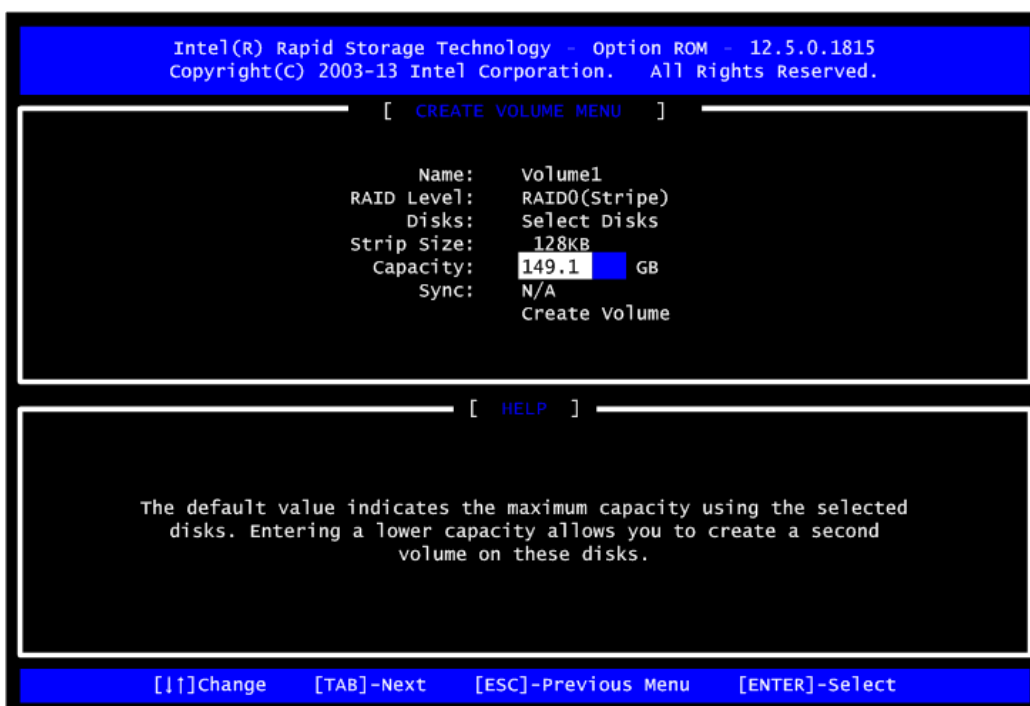 Intel(R) Rapid Storage Technology - Option ROM - 12.5.0.1815
Copyright(C) 2003-13 Intel Corporation. All Rights Reserved.
[ CREATE VOLUME MENU ]
Name: Volume1
RAID Level: RAID0(Stripe)
Disks: Select Disks
Strip Size: 128KB
Capacity: 149.1 GB
Sync: N/A
Create Volume
[ HELP ]
The default value indicates the maximum capacity using the selected
disks. Entering a lower capacity allows you to create a second
volume on these disks.
[↓↑]Change [TAB]-Next [ESC]-Previous Menu [ENTER]-Select